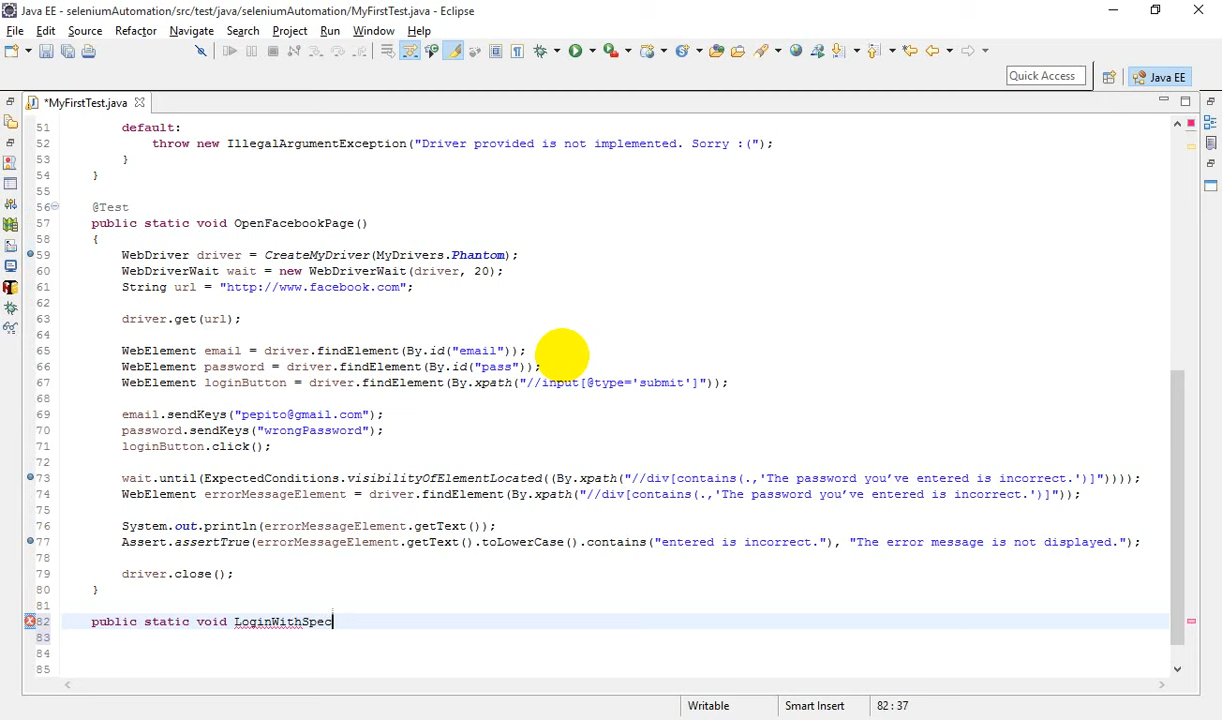 Java EE - seleniumAutomation/src/test/java/seleniumAutomation/MyFirstTest.java - Eclipse
File Edit Source Refactor Navigate Search Project Run Window Help
Quick Access
Java EE
*MyFirstTest.java
51 default:
52 throw new IllegalArgumentException("Driver provided is not implemented. Sorry :(");
53 }
54 }
55
56 @Test
57 public static void OpenFacebookPage()
58 {
59 WebDriver driver = CreateMyDriver(MyDrivers.Phantom);
60 WebDriverWait wait = new WebDriverWait(driver, 20);
61 String url = "http://www.facebook.com";
62
63 driver.get(url);
64
65 WebElement email = driver.findElement(By.id("email"));
66 WebElement password = driver.findElement(By.id("pass"));
67 WebElement loginButton = driver.findElement(By.xpath("//input[@type='submit']"));
68
69 email.sendKeys("pepito@gmail.com");
70 password.sendKeys("wrongPassword");
71 loginButton.click();
72
73 wait.until(ExpectedConditions.visibilityOfElementLocated((By.xpath("//div[contains(.,'The password you’ve entered is incorrect.')]"))));
74 WebElement errorMessageElement = driver.findElement(By.xpath("//div[contains(.,'The password you’ve entered is incorrect.')]"));
75
76 System.out.println(errorMessageElement.getText());
77 Assert.assertTrue(errorMessageElement.getText().toLowerCase().contains("entered is incorrect."), "The error message is not displayed.");
78
79 driver.close();
80 }
81
82 public static void LoginWithSpec
83
84
85
Writable Smart Insert 82 : 37